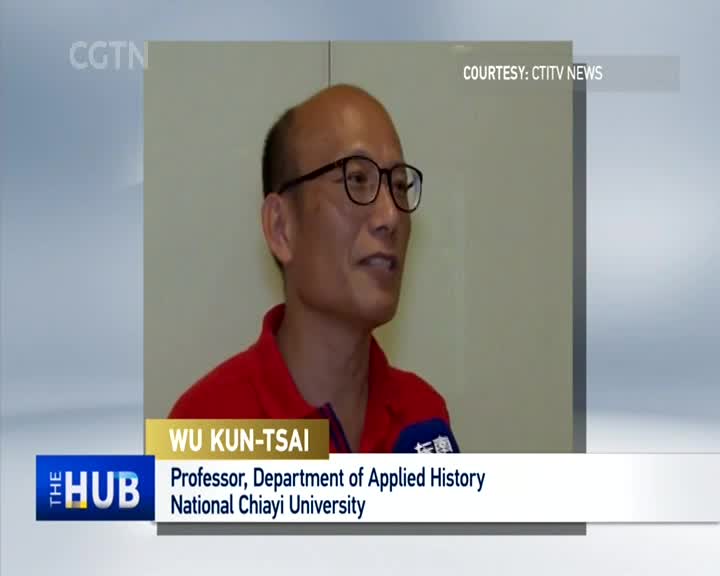 CGTN
COURTESY: CTITV NEWS
WU KUN-TSAI
THE HUB
Professor, Department of Applied History
National Chiayi University